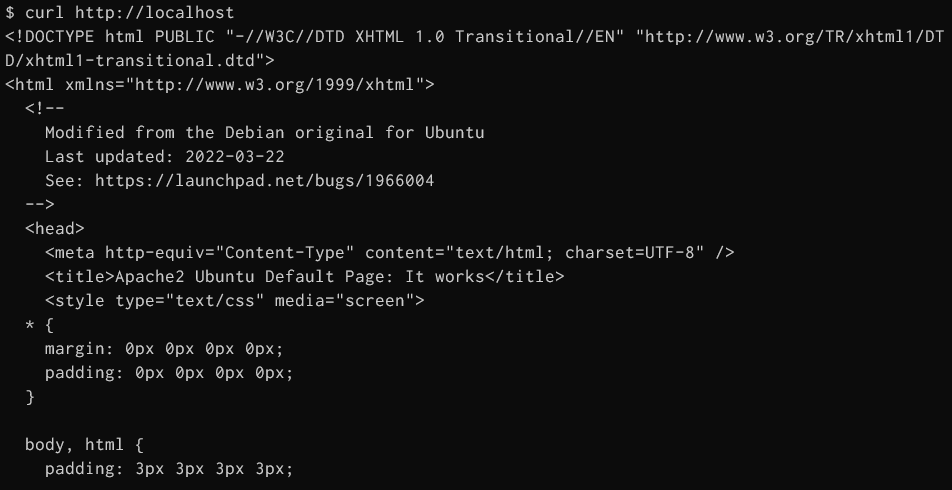 $ curl http://localhost
<!DOCTYPE html PUBLIC "-//W3C//DTD XHTML 1.0 Transitional//EN" "http://www.w3.org/TR/xhtml1/DT
D/xhtml1-transitional.dtd">
<html xmlns="http://www.w3.org/1999/xhtml">
  <!--
    Modified from the Debian original for Ubuntu
    Last updated: 2022-03-22
    See: https://launchpad.net/bugs/1966004
  -->
  <head>
    <meta http-equiv="Content-Type" content="text/html; charset=UTF-8" />
    <title>Apache2 Ubuntu Default Page: It works</title>
    <style type="text/css" media="screen">
  * {
    margin: 0px 0px 0px 0px;
    padding: 0px 0px 0px 0px;
  }

  body, html {
    padding: 3px 3px 3px 3px;